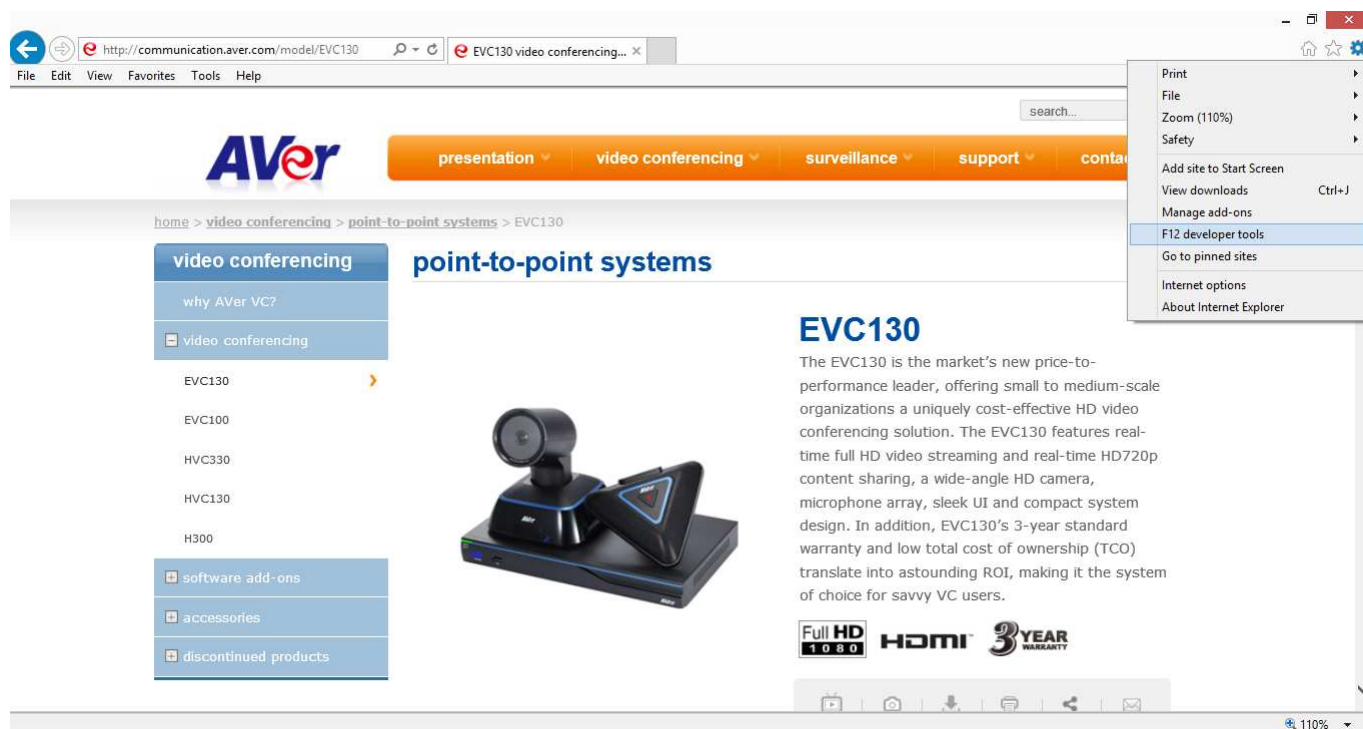 http://communication.aver.com/model/EVC130
EVC130 video conferencing...
File Edit View Favorites Tools Help
Print
File
Zoom (110%)
Safety
Add site to Start Screen
View downloads Ctrl+J
Manage add-ons
F12 developer tools
Go to pinned sites
Internet options
About Internet Explorer
search...
AVer
presentation video conferencing surveillance support conta
home > video conferencing > point-to-point systems > EVC130
video conferencing
why AVer VC?
video conferencing
EVC130
EVC100
HVC330
HVC130
H300
software add-ons
accessories
discontinued products
point-to-point systems
EVC130
The EVC130 is the market's new price-to-
performance leader, offering small to medium-scale
organizations a uniquely cost-effective HD video
conferencing solution. The EVC130 features real-
time full HD video streaming and real-time HD720p
content sharing, a wide-angle HD camera,
microphone array, sleek UI and compact system
design. In addition, EVC130's 3-year standard
warranty and low total cost of ownership (TCO)
translate into astounding ROI, making it the system
of choice for savvy VC users.
Full HD
1080
HDMI
3 YEAR
WARRANTY
110%